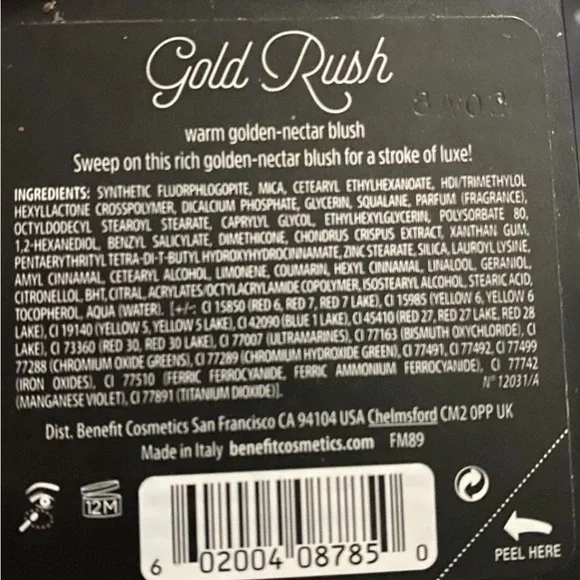 Gold Rush
warm golden-nectar blush
Sweep on this rich golden-nectar blush for a stroke of luxe!
INGREDIENTS: SYNTHETIC FLUORPHLOGOPITE, MICA, CETEARYL ETHYLHEXANOATE, HDI/TRIMETHYLOL
HEXYLLACTONE CROSSPOLYMER, DICALCIUM PHOSPHATE, GLYCERIN, SQUALANE, PARFUM (FRAGRANCE),
OCTYLDODECYL STEAROYL STEARATE, CAPRYLYL GLYCOL, ETHYLHEXYLGLYCERIN, POLYSORBATE 80,
1,2-HEXANEDIOL, BENZYL SALICYLATE, DIMETHICONE, CHONDRUS CRISPUS EXTRACT, XANTHAN GUM,
PENTAERYTHRITYL TETRA-DI-T-BUTYL HYDROXYHYDROCINNAMATE, ZINC STEARATE, SILICA, LAUROYL LYSINE,
AMYL CINNAMAL, CETEARYL ALCOHOL, LIMONENE, COUMARIN, HEXYL CINNAMAL, LINALOOL, GERANIOL,
CITRONELLOL, BHT, CITRAL, ACRYLATES/OCTYLACRYLAMIDE COPOLYMER, ISOSTEARYL ALCOHOL, STEARIC ACID,
TOCOPHEROL, AQUA (WATER). [+/-: CI 15850 (RED 6, RED 7, RED 7 LAKE), CI 15985 (YELLOW 6, YELLOW 6
LAKE), CI 19140 (YELLOW 5, YELLOW 5 LAKE), CI 42090 (BLUE 1 LAKE), CI 45410 (RED 27, RED 27 LAKE, RED 28
LAKE), CI 73360 (RED 30, RED 30 LAKE), CI 77007 (ULTRAMARINES), CI 77163 (BISMUTH OXYCHLORIDE), CI
77288 (CHROMIUM OXIDE GREENS), CI 77289 (CHROMIUM HYDROXIDE GREEN), CI 77491, CI 77492, CI 77499
(IRON OXIDES), CI 77510 (FERRIC FERROCYANIDE, FERRIC AMMONIUM FERROCYANIDE), CI 77742
(MANGANESE VIOLET), CI 77891 (TITANIUM DIOXIDE)]. N° 12031/A
Dist. Benefit Cosmetics San Francisco CA 94104 USA Chelmsford CM2 0PP UK
Made in Italy benefitcosmetics.com FM89
12M
6 02004 08785 0
PEEL HERE